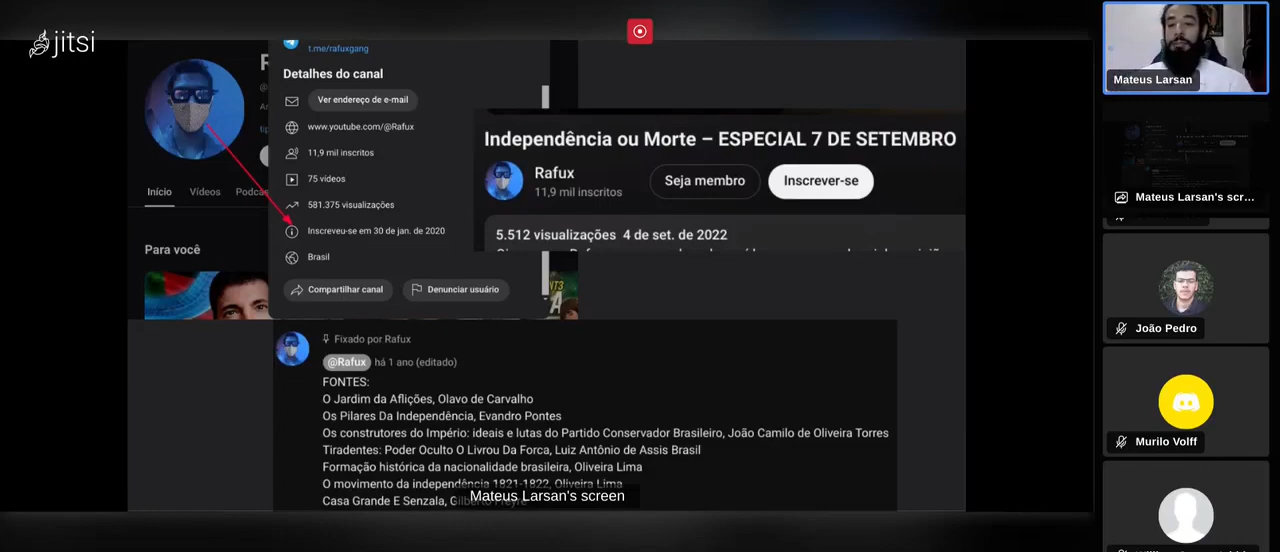 jitsi
t.me/rafuxgang
Detalhes do canal
Ver endereço de e-mail
www.youtube.com/@Rafux
11,9 mil inscritos
75 vídeos
581.375 visualizações
Inscreveu-se em 30 de jan. de 2020
Brasil
Compartilhar canal
Denunciar usuário
Início
Vídeos
Para você
Independência ou Morte – ESPECIAL 7 DE SETEMBRO
Rafux
11,9 mil inscritos
Seja membro
Inscrever-se
5.512 visualizações 4 de set. de 2022
Fixado por Rafux
@Rafux há 1 ano (editado)
FONTES:
O Jardim da Aflições, Olavo de Carvalho
Os Pilares Da Independência, Evandro Pontes
Os construtores do Império: ideais e lutas do Partido Conservador Brasileiro, João Camilo de Oliveira Torres
Tiradentes: Poder Oculto O Livrou Da Forca, Luiz Antônio de Assis Brasil
Formação histórica da nacionalidade brasileira, Oliveira Lima
O movimento da independência 1821-1822, Oliveira Lima
Casa Grande E Senzala, Gilberto Freyre
Mateus Larsan's screen
Mateus Larsan
Mateus Larsan's scr...
João Pedro
Murilo Volff